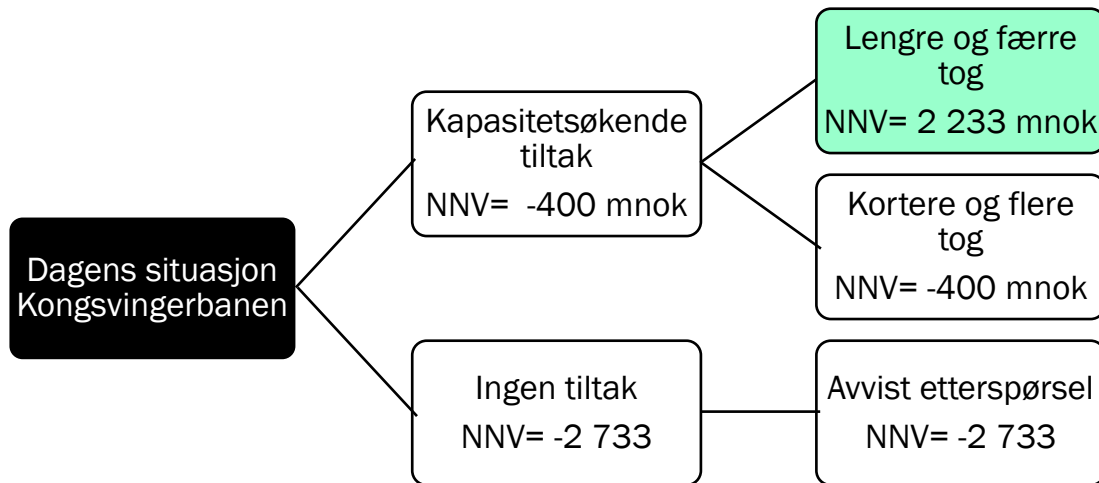 Dagens situasjon
Kongsvingerbanen
Kapasitetsøkende
tiltak
NNV= -400 mnok
Lengre og færre
tog
NNV= 2 233 mnok
Kortere og flere
tog
NNV= -400 mnok
Ingen tiltak
NNV= -2 733
Avvist etterspørsel
NNV= -2 733